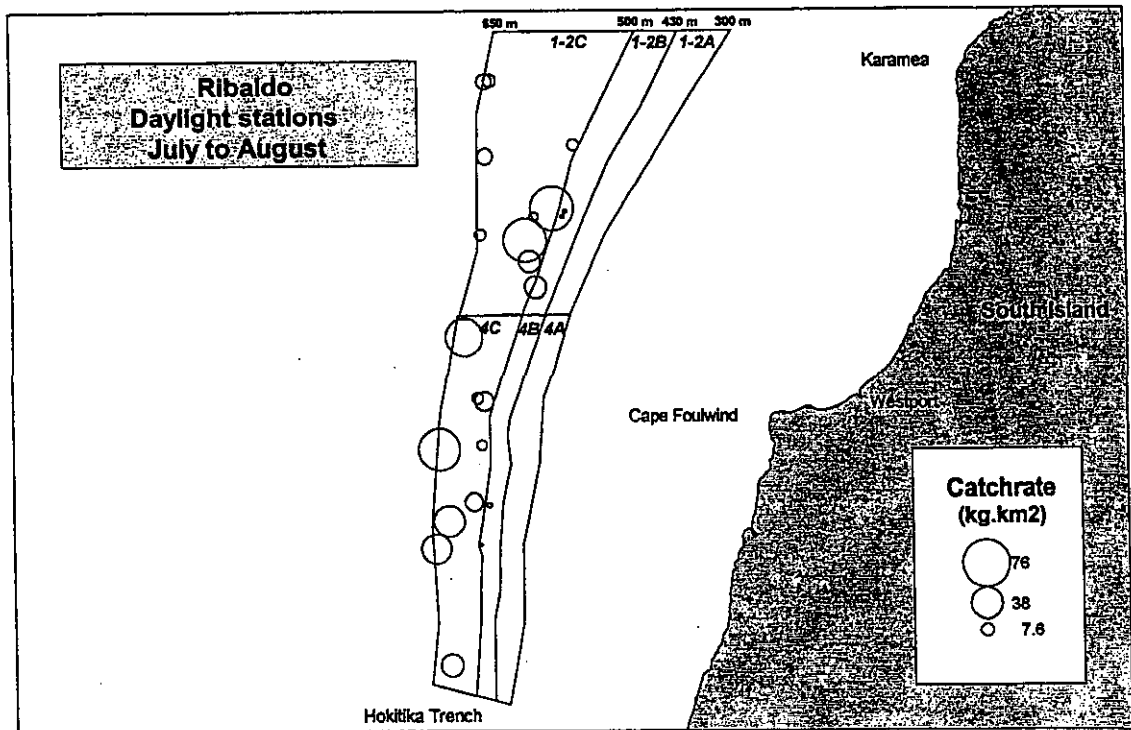 650 m 500 m 430 m 300 m
1-2C 1-2B 1-2A
Karamea
Ribaldo
Daylight stations
July to August
South Island
4C 4B 4A
Westport
Cape Foulwind
Catchrate
(kg.km2)
76
38
7.6
Hokitika Trench